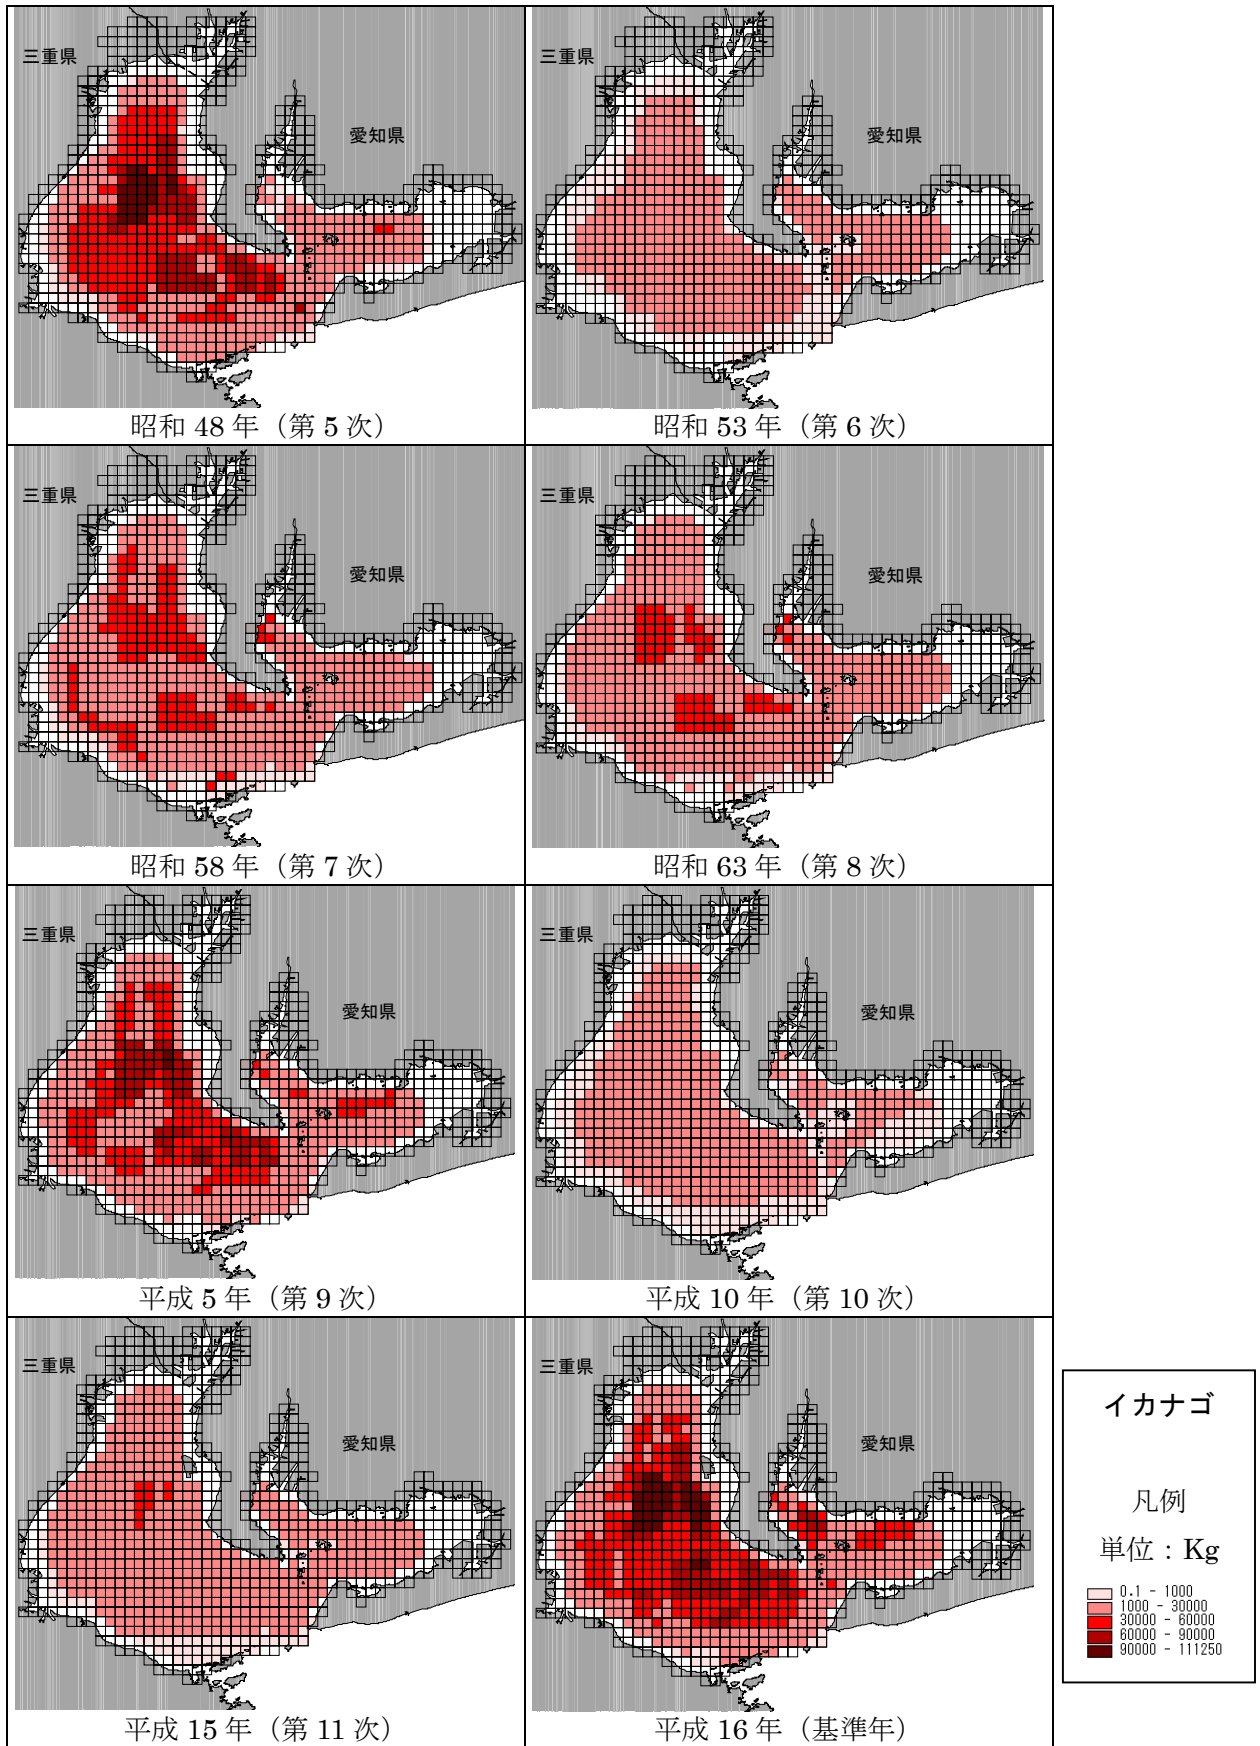 三重県
愛知県
昭和 48 年（第 5 次）
三重県
愛知県
昭和 53 年（第 6 次）
三重県
愛知県
昭和 58 年（第 7 次）
三重県
愛知県
昭和 63 年（第 8 次）
三重県
愛知県
平成 5 年（第 9 次）
三重県
愛知県
平成 10 年（第 10 次）
三重県
愛知県
平成 15 年（第 11 次）
三重県
愛知県
平成 16 年（基準年）
イカナゴ
凡例
単位：Kg
0.1 - 1000
1000 - 30000
30000 - 60000
60000 - 90000
90000 - 111250